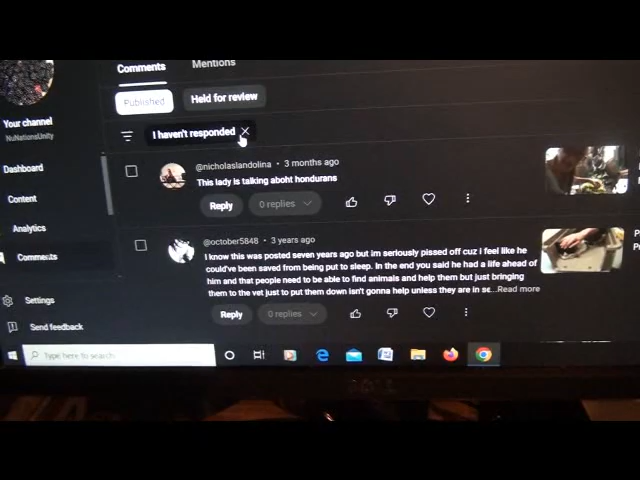 Comments
Mentions
Published
Held for review
Your channel
NuNationsUnity
I haven't responded
Dashboard
Content
Analytics
Comments
Settings
Send feedback
@nicholaslandolina • 3 months ago
This lady is talking aboht hondurans
Reply
0 replies
@october5848 • 3 years ago
I know this was posted seven years ago but im seriously pissed off cuz i feel like he
could've been saved from being put to sleep. In the end you said he had a life ahead of
him and that people need to be able to find animals and help them but just bringing
them to the vet just to put them down isn't gonna help unless they are in se...Read more
Reply
0 replies
Type here to search
DELL